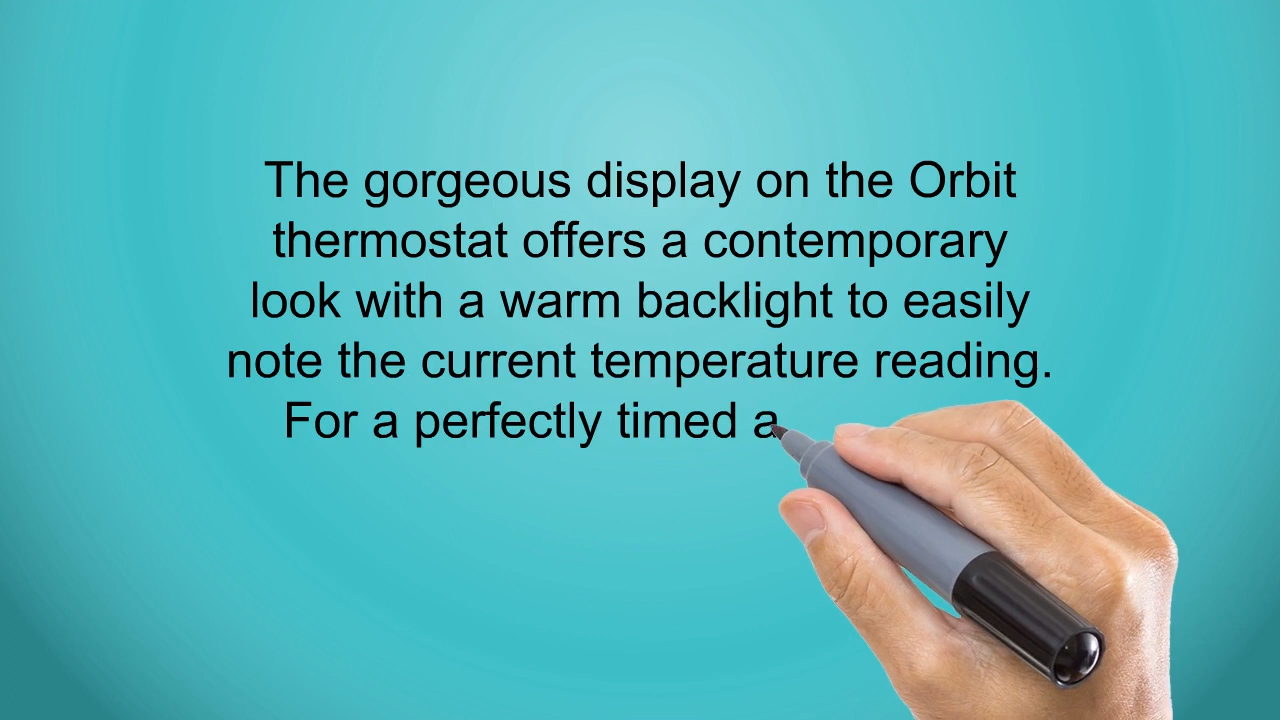 The gorgeous display on the Orbit
thermostat offers a contemporary
look with a warm backlight to easily
note the current temperature reading.
For a perfectly timed a